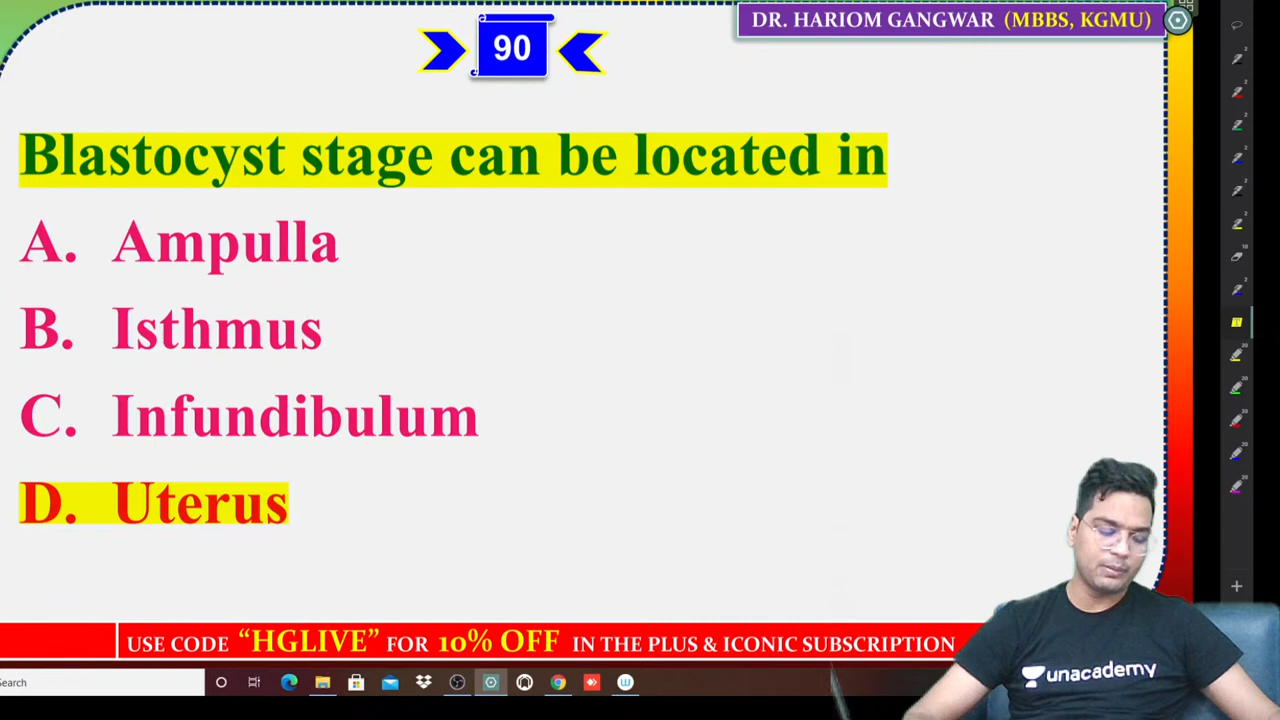 DR. HARIOM GANGWAR (MBBS, KGMU)
90
Blastocyst stage can be located in
A. Ampulla
B. Isthmus
C. Infundibulum
D. Uterus
USE CODE “HGLIVE” FOR 10% OFF IN THE PLUS & ICONIC SUBSCRIPTION
unacademy
Search